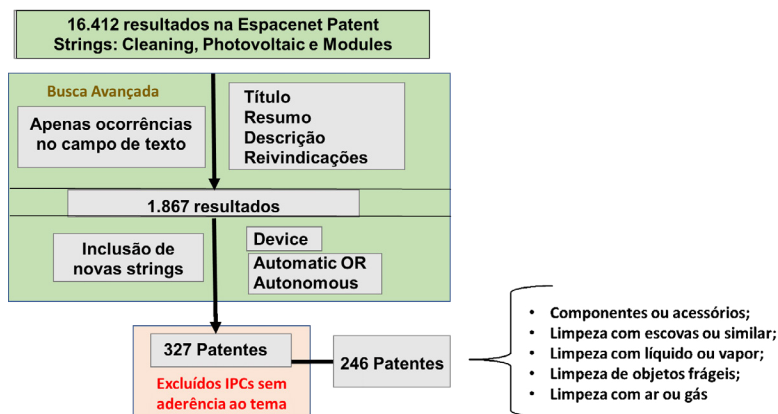 16.412 resultados na Espacenet Patent
Strings: Cleaning, Photovoltaic e Modules
Busca Avançada
Apenas ocorrências
no campo de texto
Título
Resumo
Descrição
Reivindicações
1.867 resultados
Inclusão de
novas strings
Device
Automatic OR
Autonomous
327 Patentes
Excluídos IPCs sem
aderência ao tema
246 Patentes
• Componentes ou acessórios;
• Limpeza com escovas ou similar;
• Limpeza com líquido ou vapor;
• Limpeza de objetos frágeis;
• Limpeza com ar ou gás